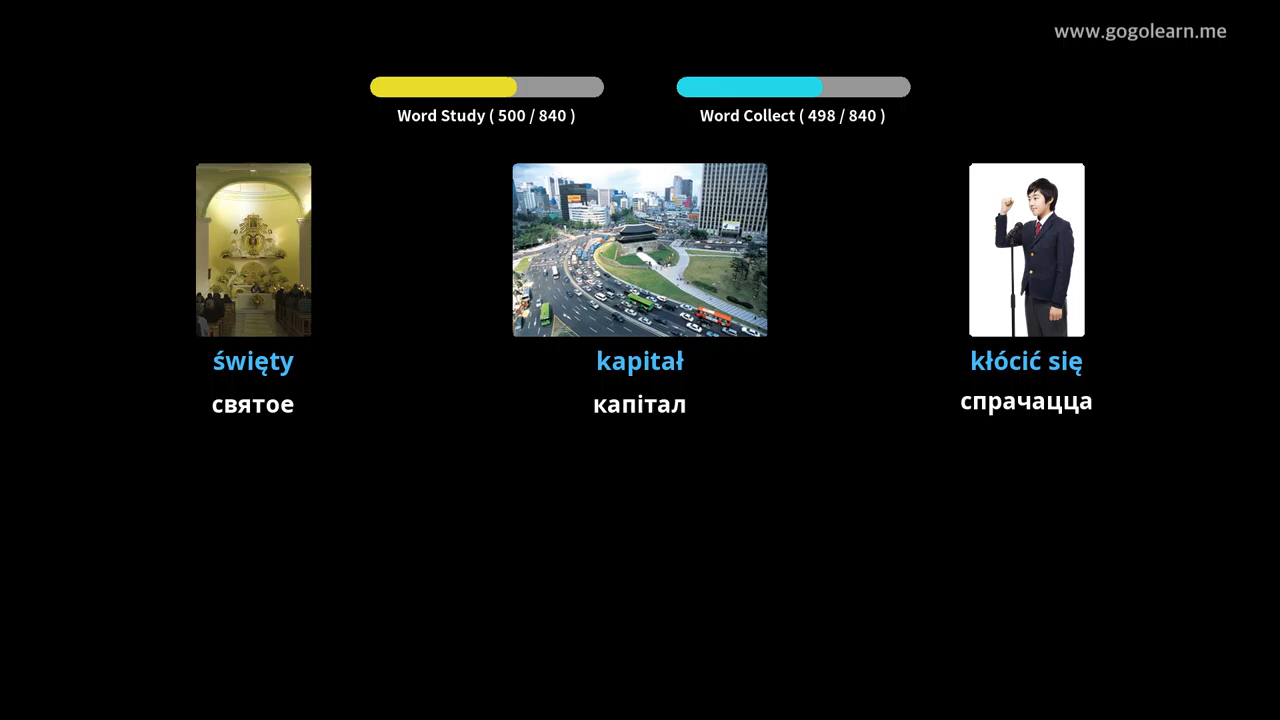 www.gogolearn.me
Word Study ( 500 / 840 )
Word Collect ( 498 / 840 )
święty
kapitał
kłócić się
святое
капітал
спрачацца